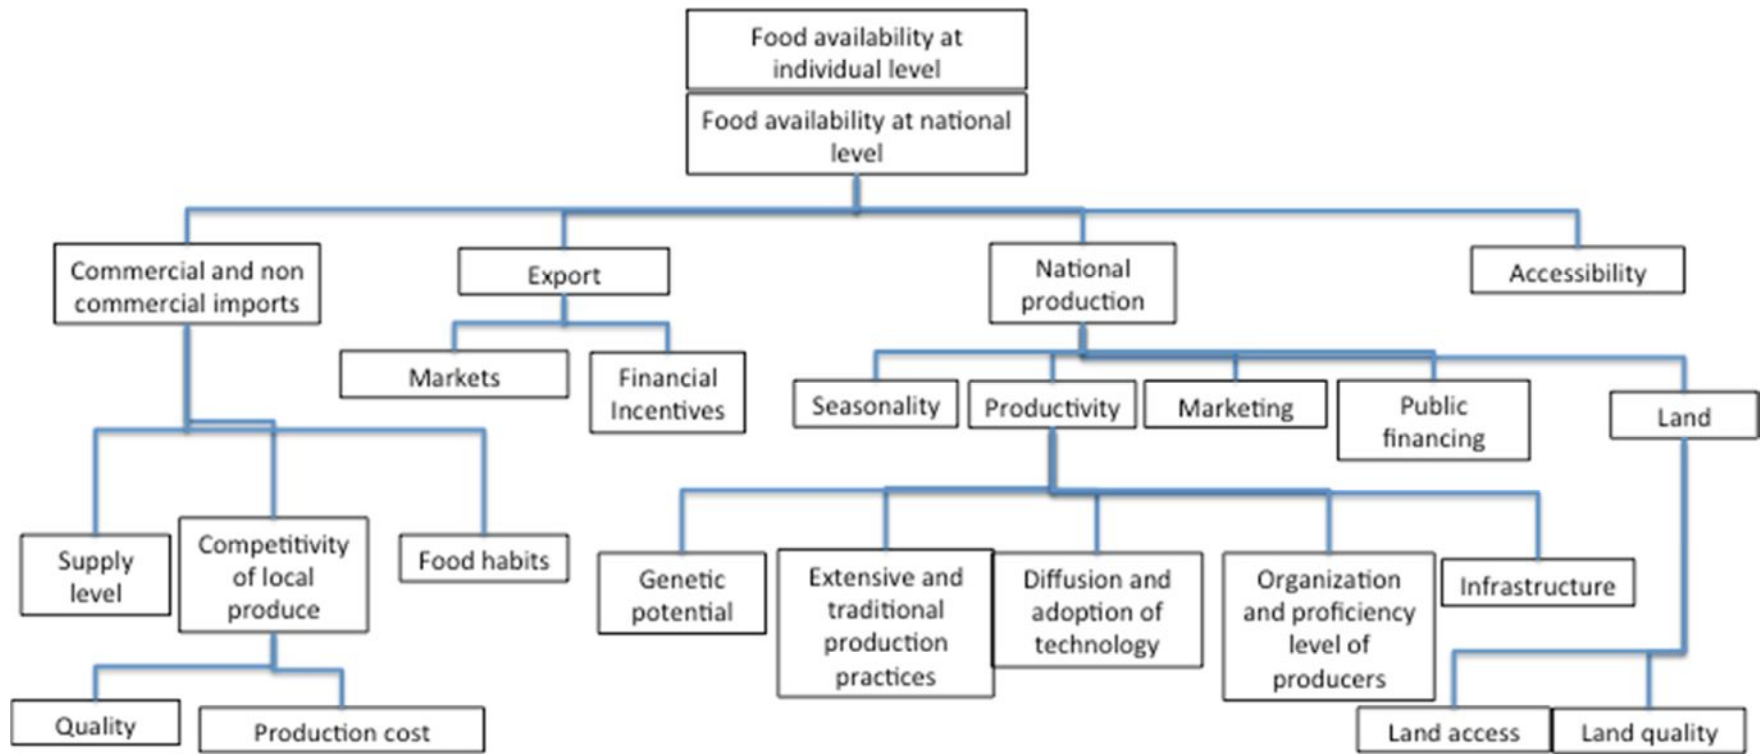 Food availability at
individual level
Food availability at national
level
Commercial and non
commercial imports
Export
National
production
Accessibility
Markets
Financial
Incentives
Seasonality
Productivity
Marketing
Public
financing
Land
Supply
level
Competitivity
of local
produce
Food habits
Genetic
potential
Extensive and
traditional
production
practices
Diffusion and
adoption of
technology
Organization
and proficiency
level of
producers
Infrastructure
Quality
Production cost
Land access
Land quality